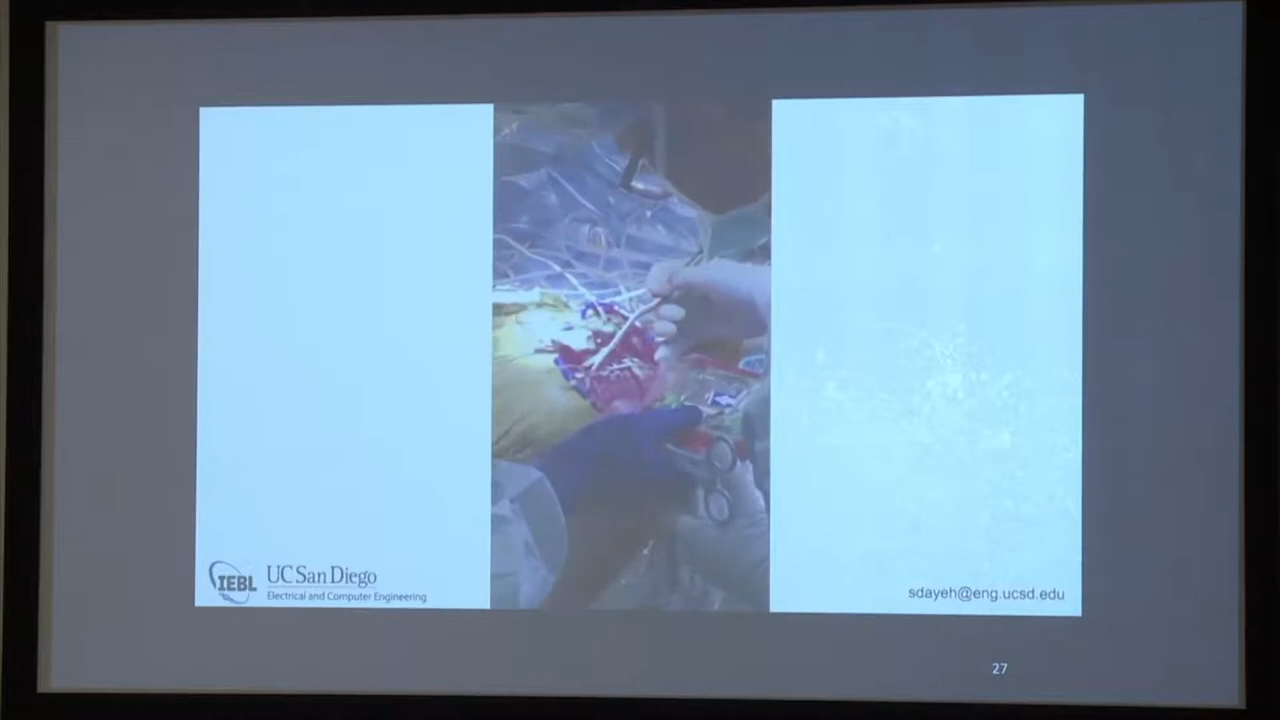 IEBL
UC San Diego
Electrical and Computer Engineering
sdayeh@eng.ucsd.edu
27